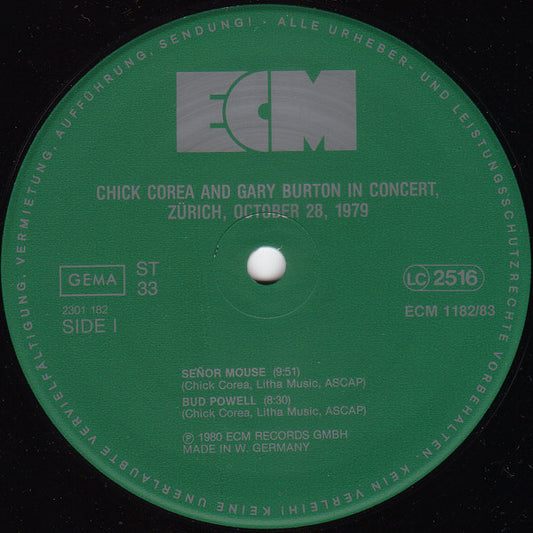 ALLE URHEBER- UND LEISTUNGSSCHUTZRECHTE VORBEHALTEN. KEIN VERLEIH! KEINE UNERLAUBTE VERVIELFÄLTIGUNG, VERMIETUNG, AUFFÜHRUNG, SENDUNG! ·
ECM
CHICK COREA AND GARY BURTON IN CONCERT,
ZÜRICH, OCTOBER 28, 1979
GEMA
ST
33
LC 2516
2301 182
SIDE I
ECM 1182/83
SEÑOR MOUSE (9:51)
(Chick Corea, Litha Music, ASCAP)
BUD POWELL (8:30)
(Chick Corea, Litha Music, ASCAP)
℗ 1980 ECM RECORDS GMBH
MADE IN W. GERMANY